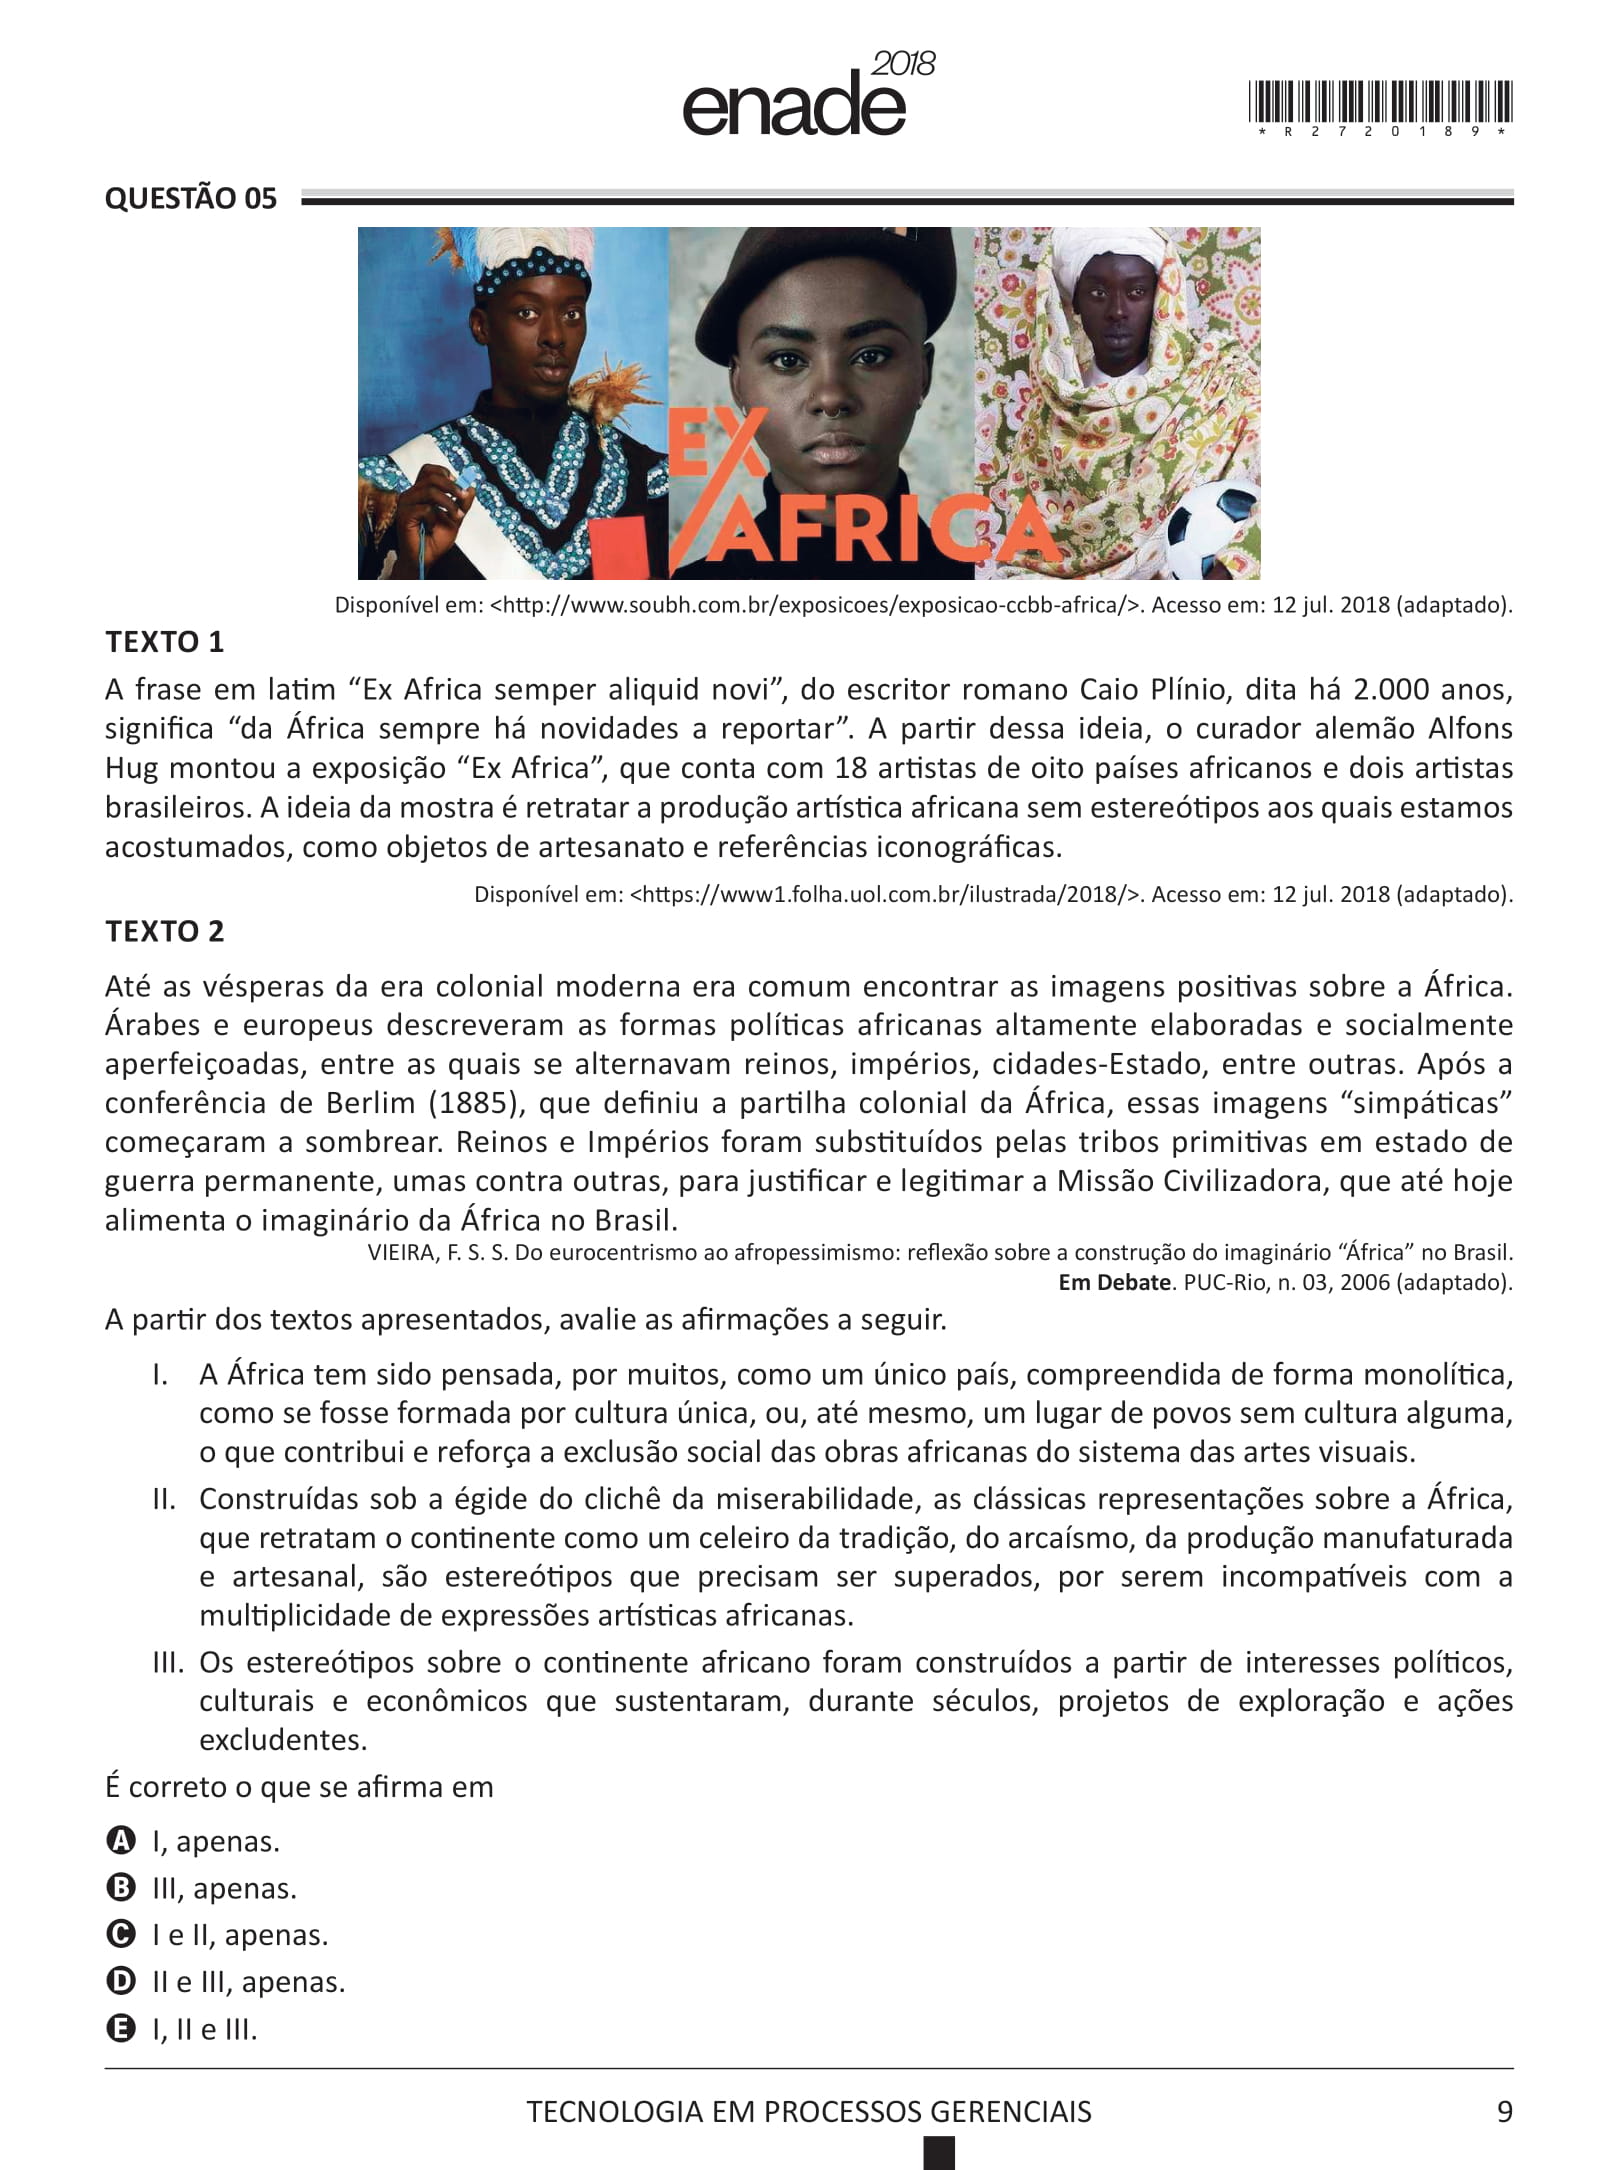 enade2018
*R2720189*
QUESTÃO 05
EX
AFRICA
Disponível em: <http://www.soubh.com.br/exposicoes/exposicao-ccbb-africa/>. Acesso em: 12 jul. 2018 (adaptado).
TEXTO 1
A frase em latim “Ex Africa semper aliquid novi”, do escritor romano Caio Plínio, dita há 2.000 anos,
significa “da África sempre há novidades a reportar”. A partir dessa ideia, o curador alemão Alfons
Hug montou a exposição “Ex Africa”, que conta com 18 artistas de oito países africanos e dois artistas
brasileiros. A ideia da mostra é retratar a produção artística africana sem estereótipos aos quais estamos
acostumados, como objetos de artesanato e referências iconográficas.
Disponível em: <https://www1.folha.uol.com.br/ilustrada/2018/>. Acesso em: 12 jul. 2018 (adaptado).
TEXTO 2
Até as vésperas da era colonial moderna era comum encontrar as imagens positivas sobre a África.
Árabes e europeus descreveram as formas políticas africanas altamente elaboradas e socialmente
aperfeiçoadas, entre as quais se alternavam reinos, impérios, cidades-Estado, entre outras. Após a
conferência de Berlim (1885), que definiu a partilha colonial da África, essas imagens “simpáticas”
começaram a sombrear. Reinos e Impérios foram substituídos pelas tribos primitivas em estado de
guerra permanente, umas contra outras, para justificar e legitimar a Missão Civilizadora, que até hoje
alimenta o imaginário da África no Brasil.
VIEIRA, F. S. S. Do eurocentrismo ao afropessimismo: reflexão sobre a construção do imaginário “África” no Brasil.
Em Debate. PUC-Rio, n. 03, 2006 (adaptado).
A partir dos textos apresentados, avalie as afirmações a seguir.
I. A África tem sido pensada, por muitos, como um único país, compreendida de forma monolítica,
como se fosse formada por cultura única, ou, até mesmo, um lugar de povos sem cultura alguma,
o que contribui e reforça a exclusão social das obras africanas do sistema das artes visuais.
II. Construídas sob a égide do clichê da miserabilidade, as clássicas representações sobre a África,
que retratam o continente como um celeiro da tradição, do arcaísmo, da produção manufaturada
e artesanal, são estereótipos que precisam ser superados, por serem incompatíveis com a
multiplicidade de expressões artísticas africanas.
III. Os estereótipos sobre o continente africano foram construídos a partir de interesses políticos,
culturais e econômicos que sustentaram, durante séculos, projetos de exploração e ações
excludentes.
É correto o que se afirma em
A I, apenas.
B III, apenas.
C I e II, apenas.
D II e III, apenas.
E I, II e III.
TECNOLOGIA EM PROCESSOS GERENCIAIS 9